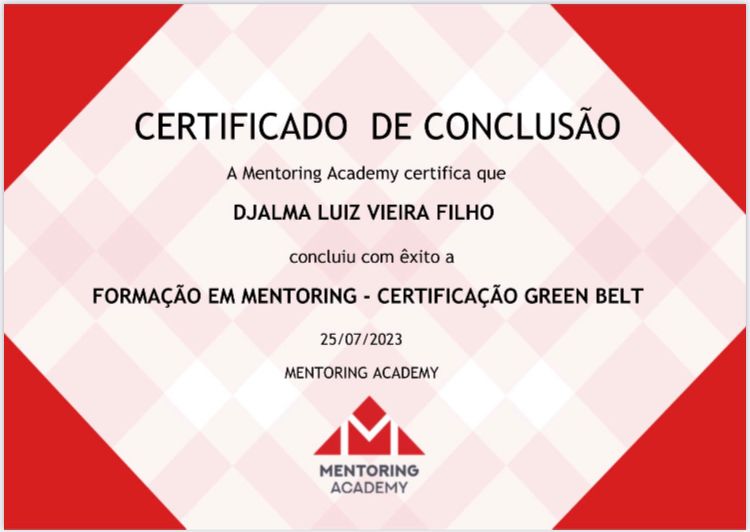 CERTIFICADO DE CONCLUSÃO
A Mentoring Academy certifica que
DJALMA LUIZ VIEIRA FILHO
concluiu com êxito a
FORMAÇÃO EM MENTORING - CERTIFICAÇÃO GREEN BELT
25/07/2023
MENTORING ACADEMY
MENTORING
ACADEMY